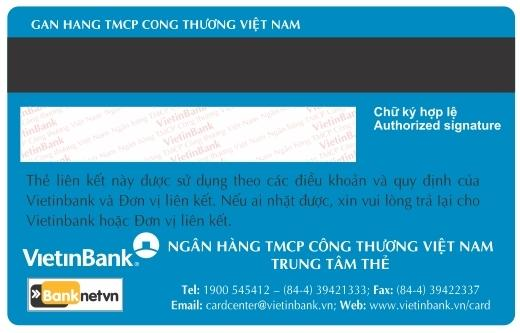 GAN HANG TMCP CONG THƯƠNG VIỆT NAM
Chữ ký hợp lệ
Authorized signature
Thẻ liên kết này được sử dụng theo các điều khoản và quy định của
Vietinbank và Đơn vị liên kết. Nếu ai nhặt được, xin vui lòng trả lại cho
Vietinbank hoặc Đơn vị liên kết.
VietinBank
NGÂN HÀNG TMCP CÔNG THƯƠNG VIỆT NAM
TRUNG TÂM THẺ
Banknetvn
Tel: 1900 545412 – (84-4) 39421333; Fax: (84-4) 39422337
Email: cardcenter@vietinbank.vn; Web: www.vietinbank.vn/card